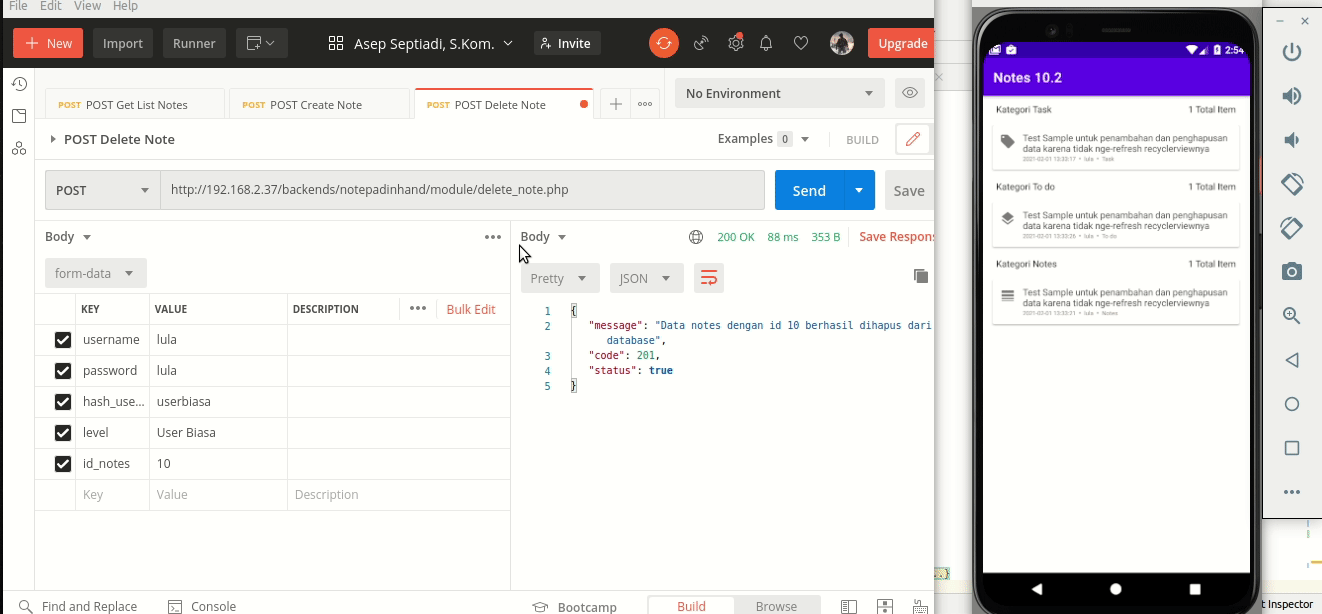 File Edit View Help
New Import Runner Asep Septiadi, S.Kom. Invite Upgrade
POST POST Get List Notes POST POST Create Note POST POST Delete Note No Environment
POST Delete Note Examples 0 BUILD
POST http://192.168.2.37/backends/notepadinhand/module/delete_note.php Send Save
Body
form-data
KEY VALUE DESCRIPTION Bulk Edit
username lula
password lula
hash_use... userbiasa
level User Biasa
id_notes 10
Key Value Description
Body 200 OK 88 ms 353 B Save Respons
Pretty JSON
1 {
2 "message": "Data notes dengan id 10 berhasil dihapus dari
database",
3 "code": 201,
4 "status": true
5 }
Find and Replace Console Bootcamp Build Browse
2:54
Notes 10.2
Kategori Task 1 Total Item
Test Sample untuk penambahan dan penghapusan
data karena tidak nge-refresh recyclerviewnya
2021-03-01 13:33:17 • lula • Task
Kategori To do 1 Total Item
Test Sample untuk penambahan dan penghapusan
data karena tidak nge-refresh recyclerviewnya
2021-03-01 13:33:26 • lula • To do
Kategori Notes 1 Total Item
Test Sample untuk penambahan dan penghapusan
data karena tidak nge-refresh recyclerviewnya
2021-03-01 13:33:31 • lula • Notes
t Inspector